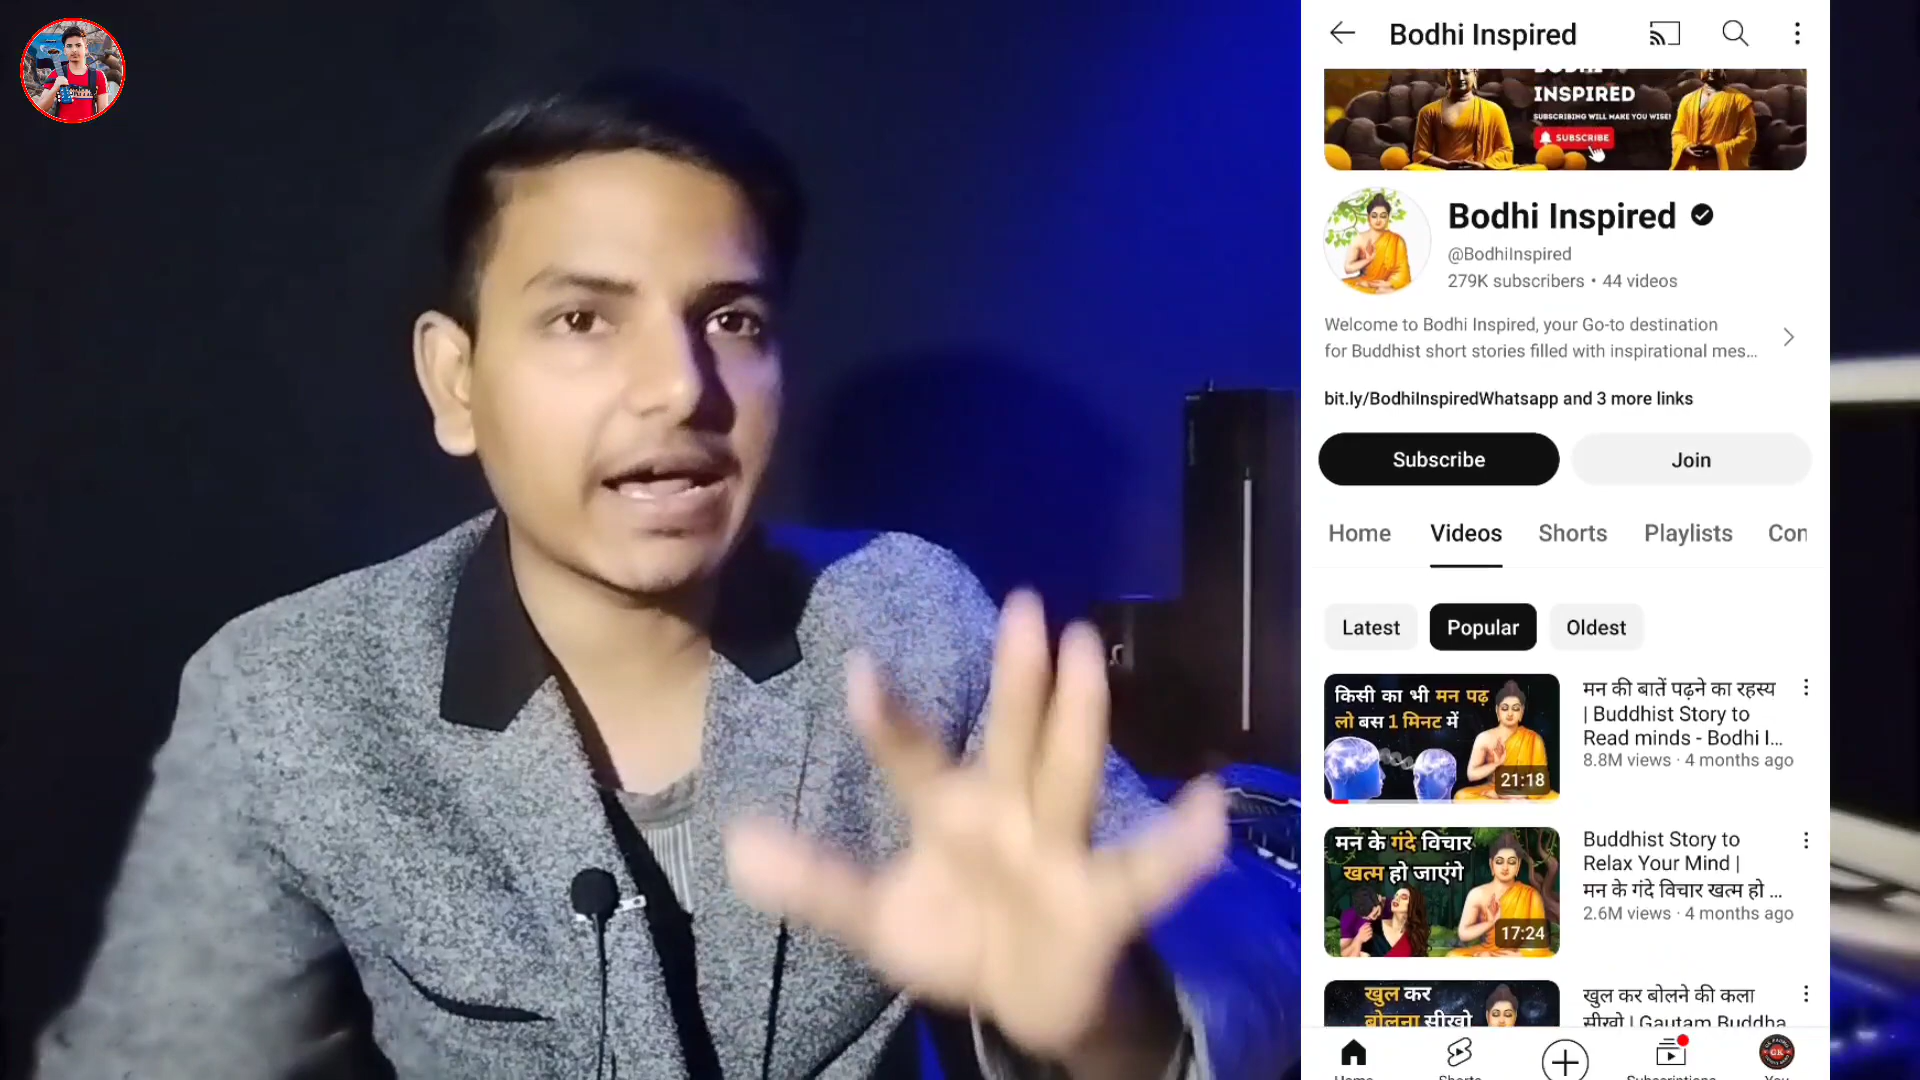 Bodhi Inspired
INSPIRED
SUBSCRIBING WILL MAKE YOU WISE!
SUBSCRIBE
Bodhi Inspired
@BodhiInspired
279K subscribers • 44 videos
Welcome to Bodhi Inspired, your Go-to destination
for Buddhist short stories filled with inspirational mes...
bit.ly/BodhiInspiredWhatsapp and 3 more links
Subscribe
Join
Home
Videos
Shorts
Playlists
Con
Latest
Popular
Oldest
किसी का भी मन पढ़
लो बस 1 मिनट में
21:18
मन की बातें पढ़ने का रहस्य
| Buddhist Story to
Read minds - Bodhi I...
8.8M views · 4 months ago
मन के गंदे विचार
खत्म हो जाएंगे
17:24
Buddhist Story to
Relax Your Mind |
मन के गंदे विचार खत्म हो ...
2.6M views · 4 months ago
खुल कर
बोलना सीखो
खुल कर बोलने की कला
सीखो | Gautam Buddha
Home
Shorts
Subscriptions
You